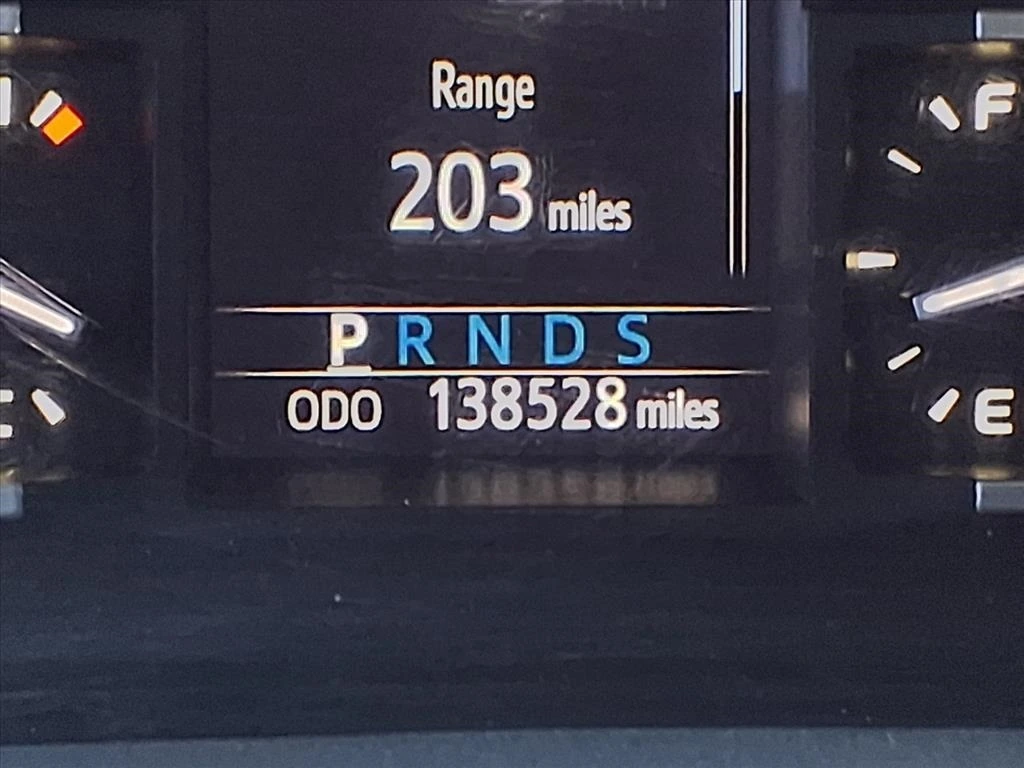 Range
203 miles
F
P R N D S
ODO 138528 miles
E